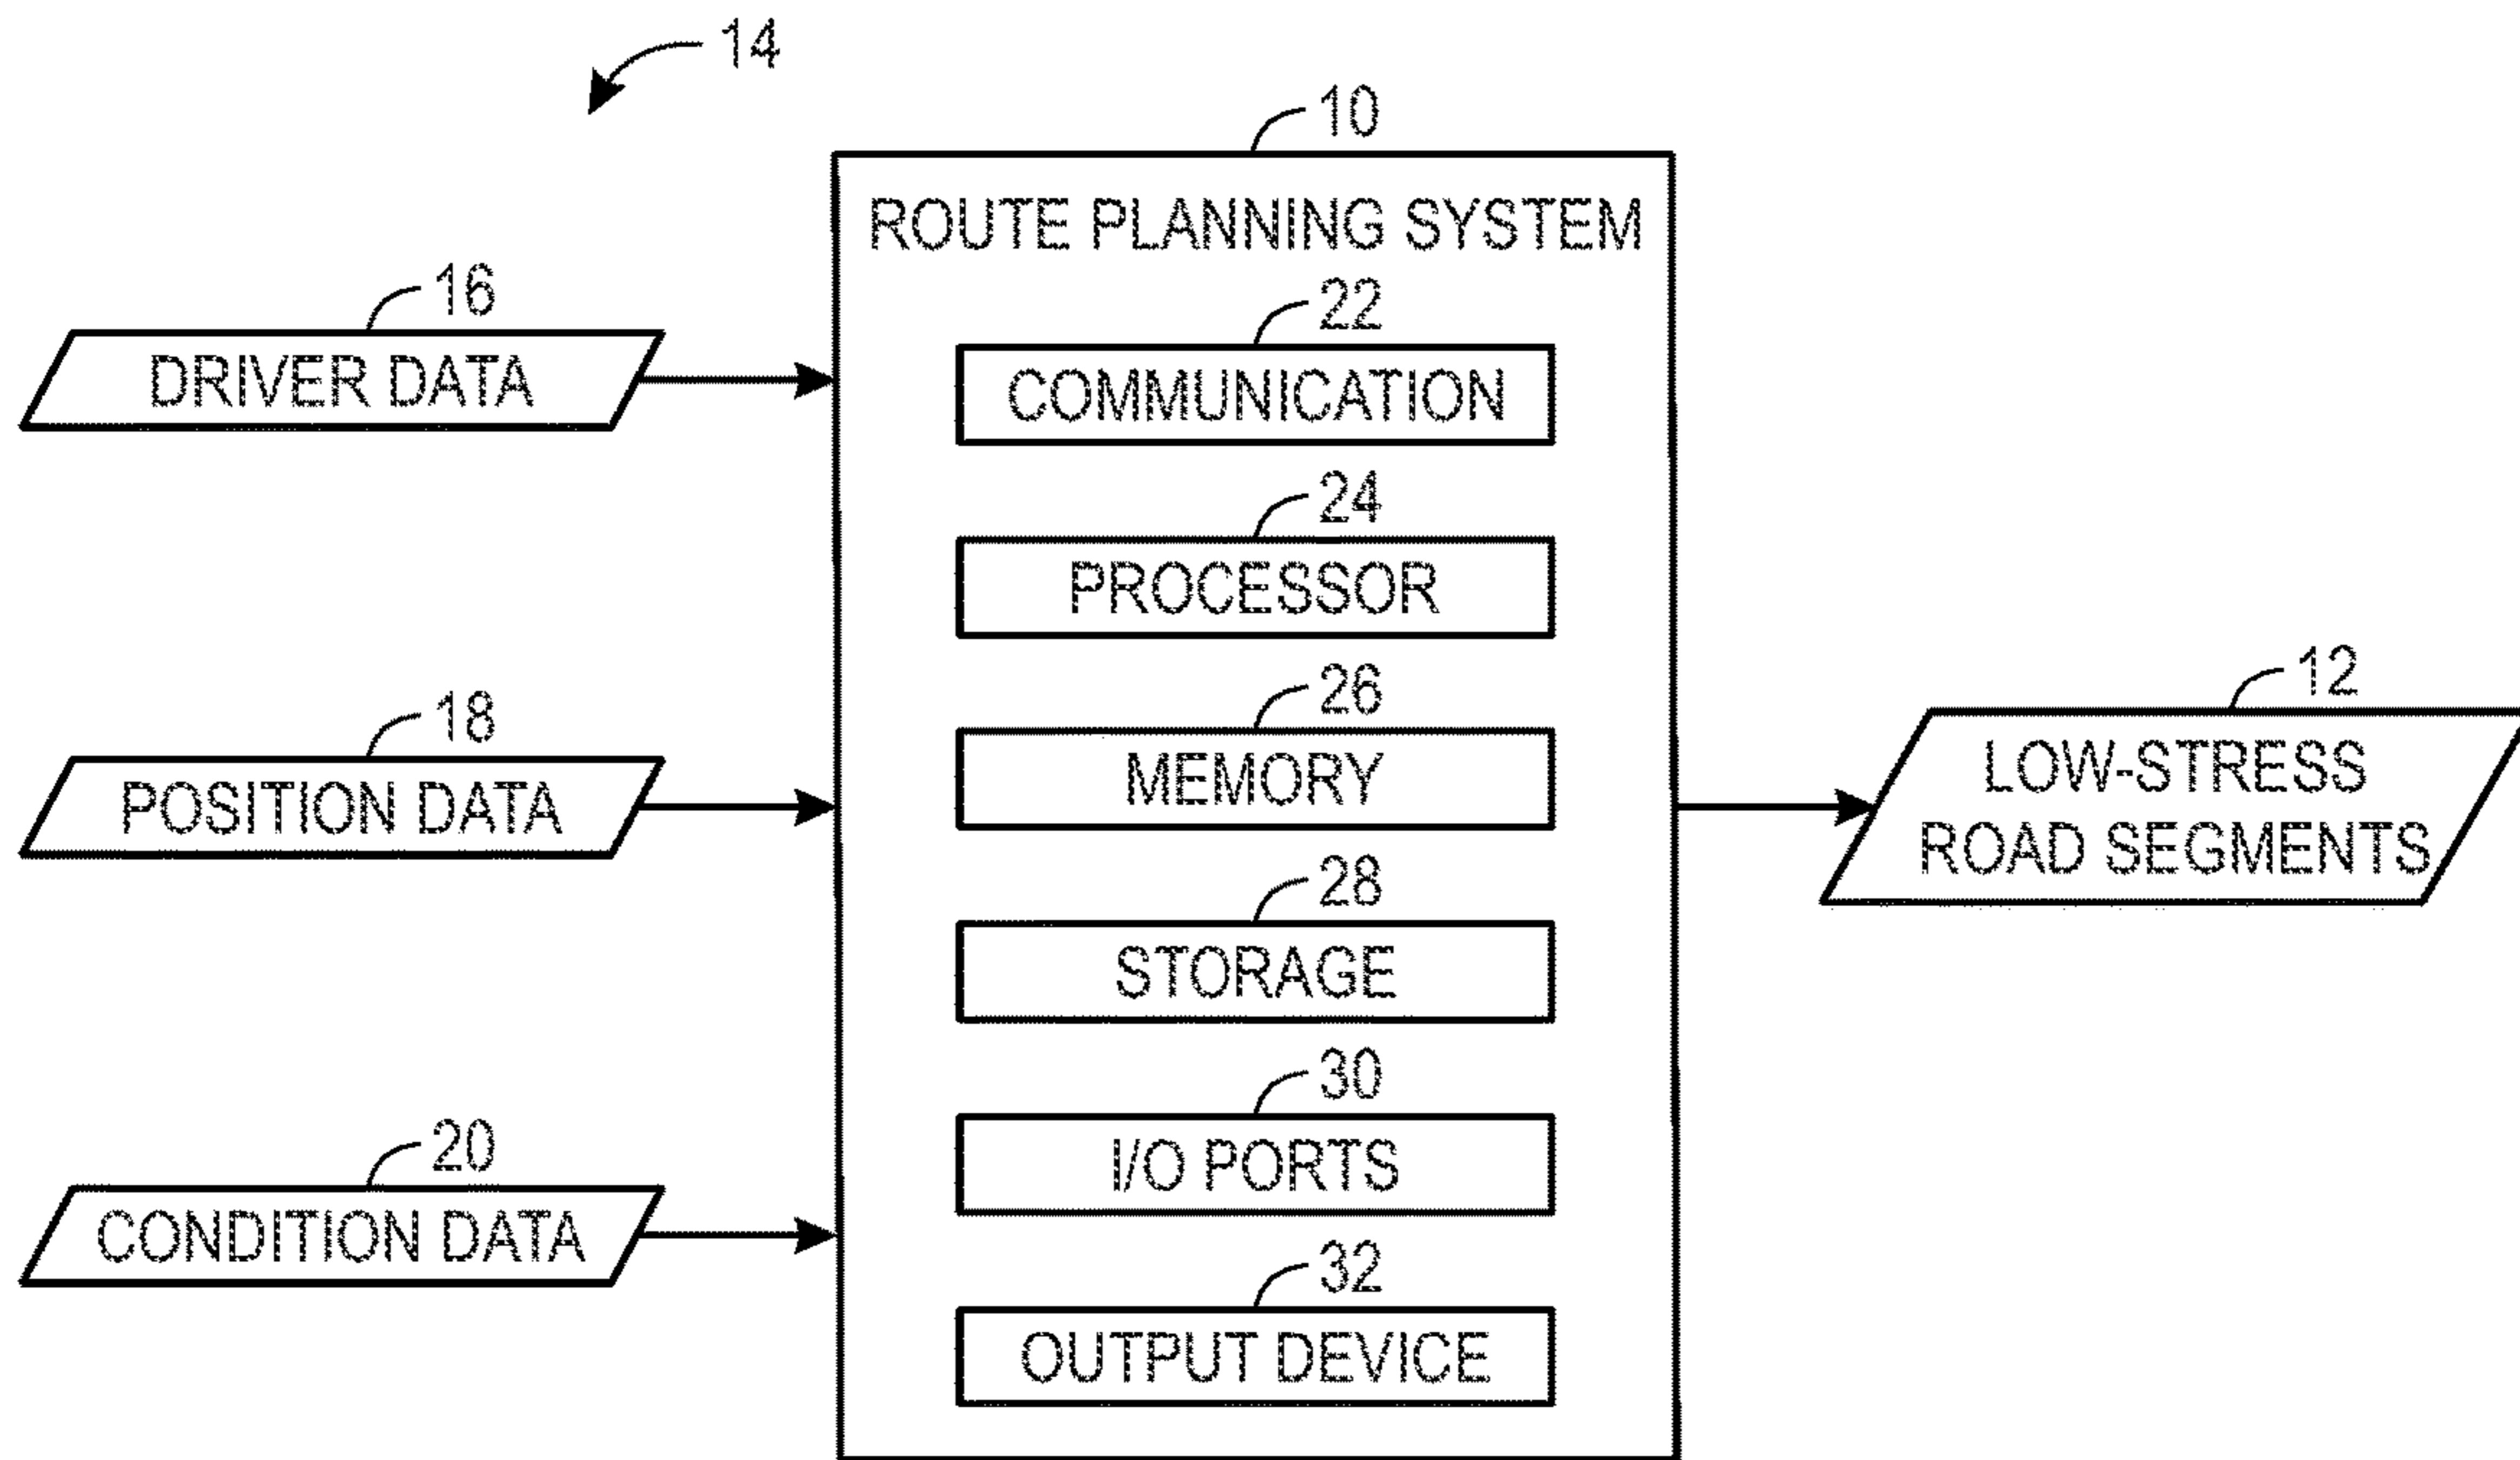 14
10
ROUTE PLANNING SYSTEM
16
DRIVER DATA
22
COMMUNICATION
24
PROCESSOR
18
POSITION DATA
26
MEMORY
12
LOW-STRESS
ROAD SEGMENTS
28
STORAGE
20
CONDITION DATA
30
I/O PORTS
32
OUTPUT DEVICE